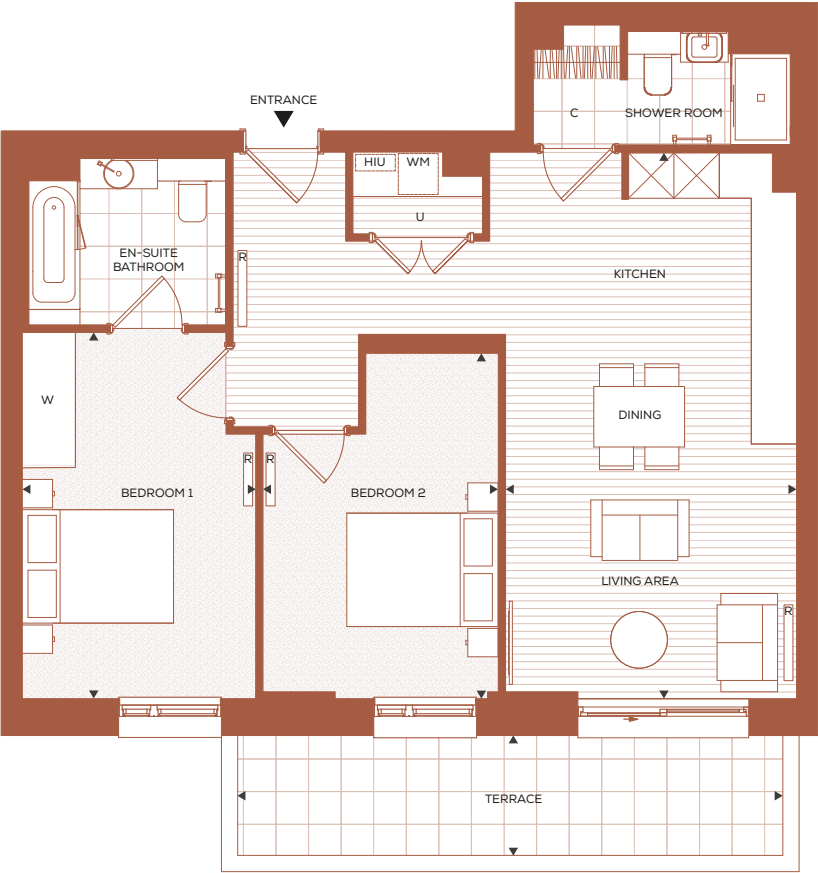 ENTRANCE
C
SHOWER ROOM
HIU
WM
U
EN-SUITE
BATHROOM
R
KITCHEN
W
DINING
R
R
BEDROOM 1
BEDROOM 2
LIVING AREA
R
TERRACE